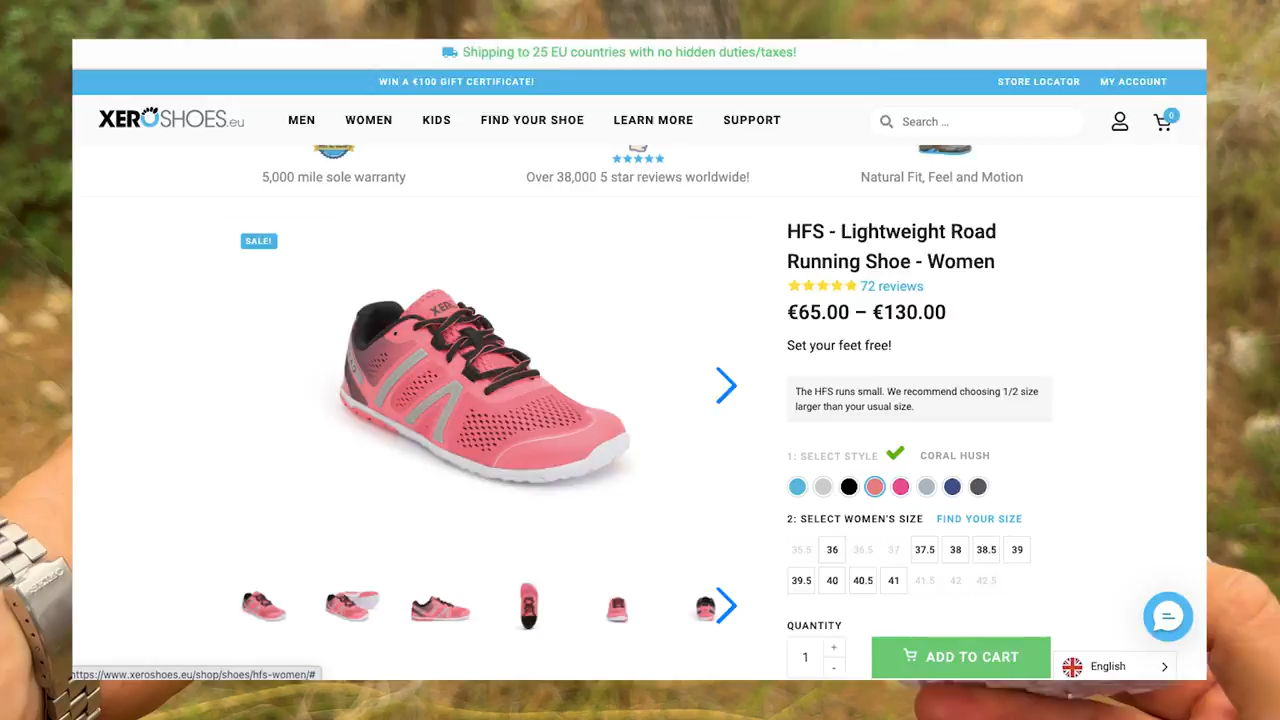 Shipping to 25 EU countries with no hidden duties/taxes!
WIN A €100 GIFT CERTIFICATE!
STORE LOCATOR
MY ACCOUNT
XEROSHOES.eu
MEN
WOMEN
KIDS
FIND YOUR SHOE
LEARN MORE
SUPPORT
Search ...
0
5,000 mile sole warranty
Over 38,000 5 star reviews worldwide!
Natural Fit, Feel and Motion
SALE!
HFS - Lightweight Road
Running Shoe - Women
72 reviews
€65.00 – €130.00
Set your feet free!
The HFS runs small. We recommend choosing 1/2 size
larger than your usual size.
1: SELECT STYLE
CORAL HUSH
2: SELECT WOMEN'S SIZE
FIND YOUR SIZE
35.5 36 36.5 37 37.5 38 38.5 39
39.5 40 40.5 41 41.5 42 42.5
QUANTITY
1
+
-
ADD TO CART
English
https://www.xeroshoes.eu/shop/shoes/hfs-women/#
XERO